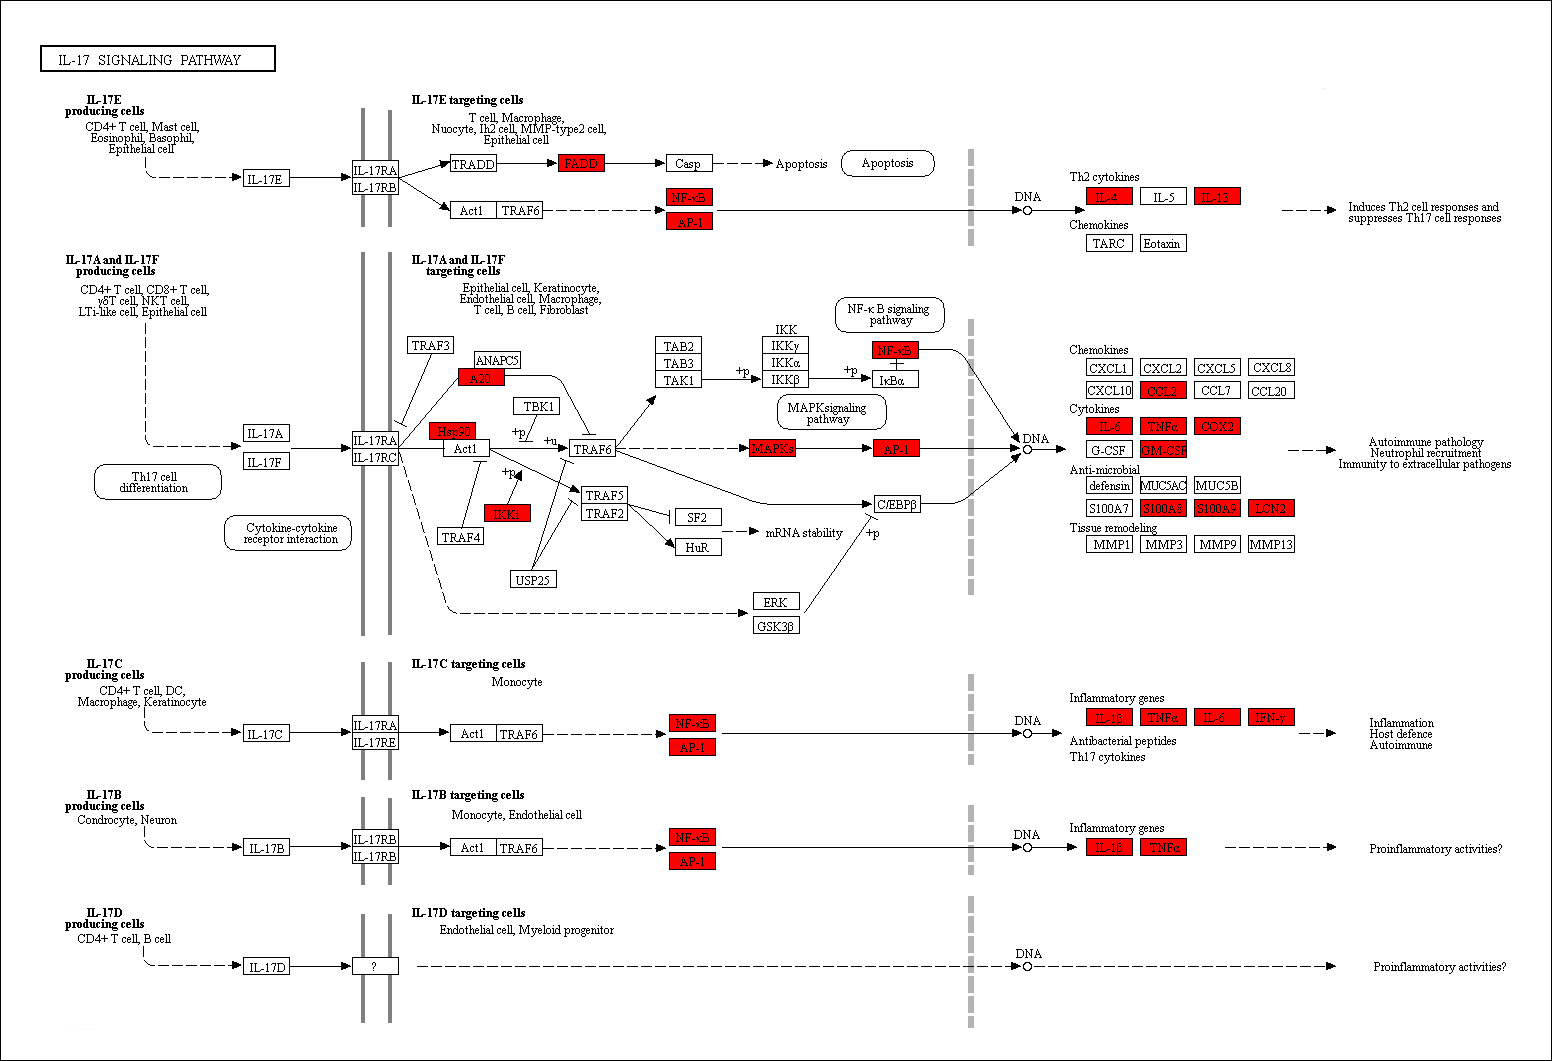 IL-17 SIGNALING PATHWAY
IL-17E
producing cells
CD4+ T cell, Mast cell,
Eosinophil, Basophil,
Epithelial cell
IL-17E
IL-17RA
IL-17RB
IL-17E targeting cells
T cell, Macrophage,
Nuocyte, Ih2 cell, MMP-type2 cell,
Epithelial cell
TRADD
FADD
Casp
Apoptosis
Apoptosis
Act1
TRAF6
NF-κB
AP-1
DNA
Th2 cytokines
IL-4
IL-5
IL-13
Chemokines
TARC
Eotaxin
Induces Th2 cell responses and
suppresses Th17 cell responses
IL-17A and IL-17F
producing cells
CD4+ T cell, CD8+ T cell,
γδT cell, NKT cell,
LTi-like cell, Epithelial cell
IL-17A
IL-17F
Th17 cell
differentiation
Cytokine-cytokine
receptor interaction
IL-17RA
IL-17RC
IL-17A and IL-17F
targeting cells
Epithelial cell, Keratinocyte,
Endothelial cell, Macrophage,
T cell, B cell, Fibroblast
TRAF3
ANAPC5
A20
TBK1
Hsp90
Act1
+p
+u
TRAF6
+p
IKKi
TRAF4
USP25
TRAF5
TRAF2
SF2
HuR
mRNA stability
TAB2
TAB3
TAK1
+p
IKK
IKKγ
IKKα
IKKβ
+p
NF-κ B signaling
pathway
NF-κB
IκBα
MAPKsignaling
pathway
MAPKs
AP-1
C/EBPβ
+p
ERK
GSK3β
DNA
Chemokines
CXCL1
CXCL2
CXCL5
CXCL8
CXCL10
CCL2
CCL7
CCL20
Cytokines
IL-6
TNFα
COX2
G-CSF
GM-CSF
Anti-microbial
defensin
MUC5AC
MUC5B
S100A7
S100A8
S100A9
LCN2
Tissue remodeling
MMP1
MMP3
MMP9
MMP13
Autoimmune pathology
Neutrophil recruitment
Immunity to extracellular pathogens
IL-17C
producing cells
CD4+ T cell, DC,
Macrophage, Keratinocyte
IL-17C
IL-17RA
IL-17RE
IL-17C targeting cells
Monocyte
Act1
TRAF6
NF-κB
AP-1
DNA
Inflammatory genes
IL-1β
TNFα
IL-6
IFN-γ
Antibacterial peptides
Th17 cytokines
Inflammation
Host defence
Autoimmune
IL-17B
producing cells
Condrocyte, Neuron
IL-17B
IL-17RB
IL-17RB
IL-17B targeting cells
Monocyte, Endothelial cell
Act1
TRAF6
NF-κB
AP-1
DNA
Inflammatory genes
IL-1β
TNFα
Proinflammatory activities?
IL-17D
producing cells
CD4+ T cell, B cell
IL-17D
?
IL-17D targeting cells
Endothelial cell, Myeloid progenitor
DNA
Proinflammatory activities?